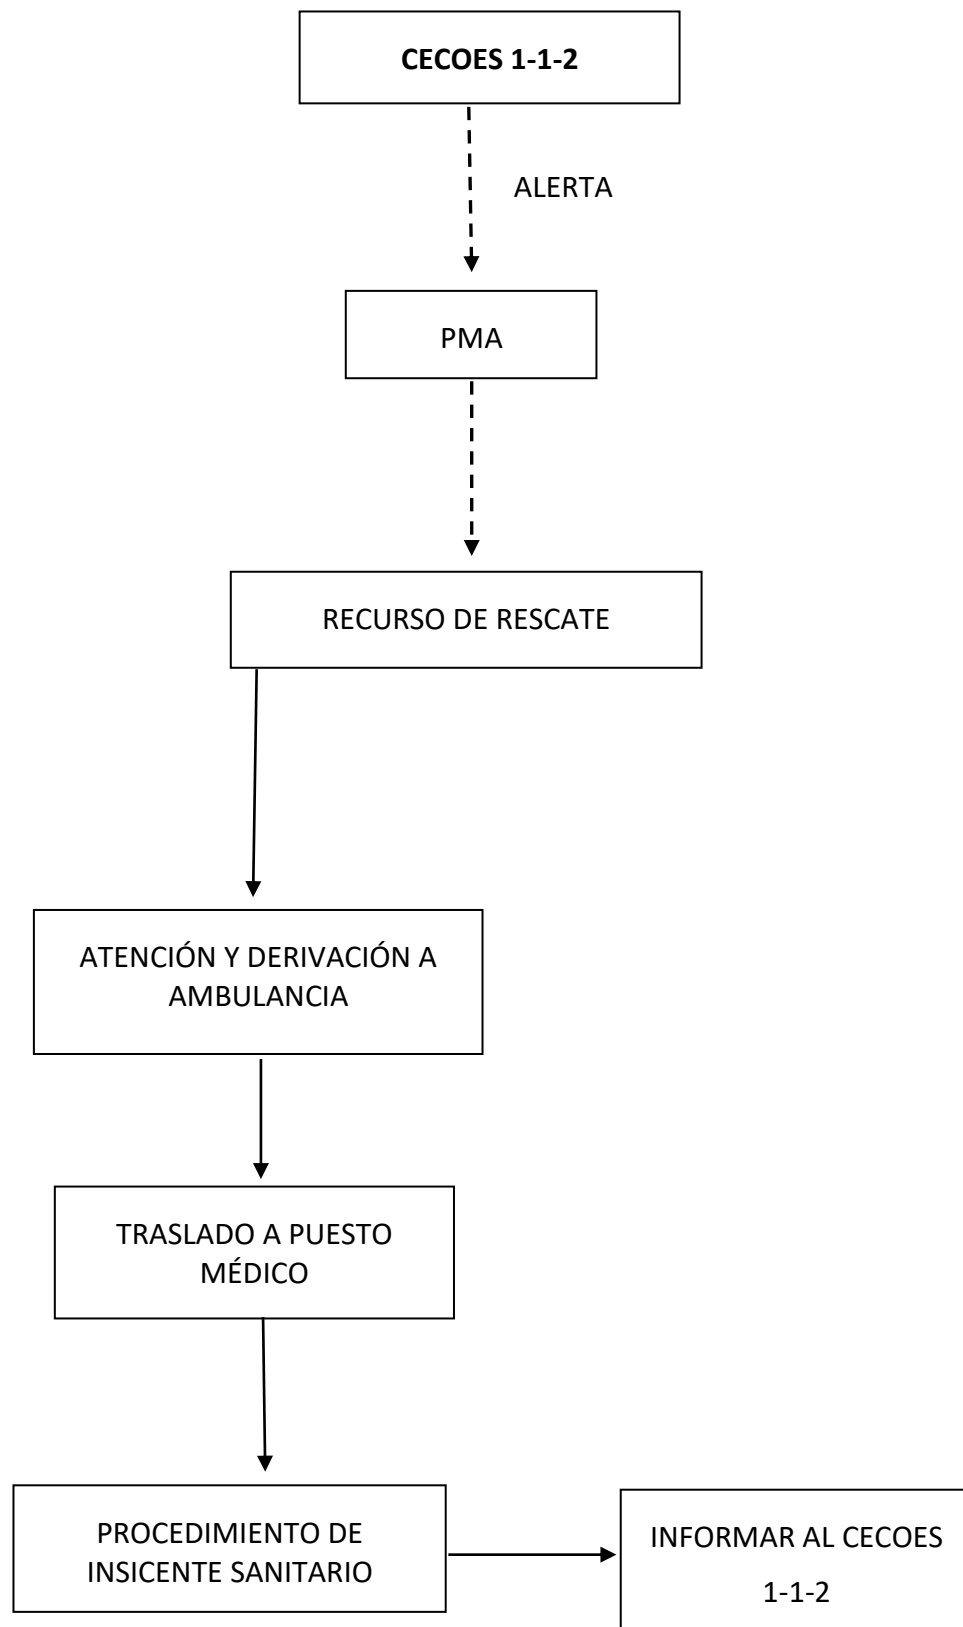 CECOES 1-1-2
ALERTA
PMA
RECURSO DE RESCATE
ATENCIÓN Y DERIVACIÓN A
AMBULANCIA
TRASLADO A PUESTO
MÉDICO
PROCEDIMIENTO DE
INSICENTE SANITARIO
INFORMAR AL CECOES
1-1-2